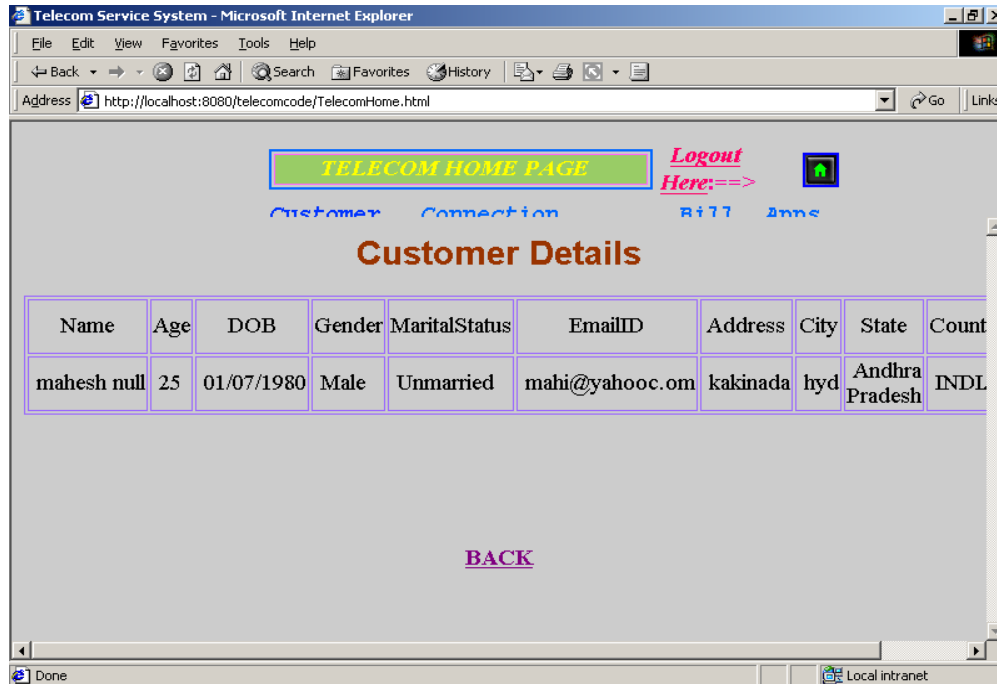 Telecom Service System - Microsoft Internet Explorer
File Edit View Favorites Tools Help
Back Search Favorites History
Address http://localhost:8080/telecomcode/TelecomHome.html Go Links
TELECOM HOME PAGE
Logout
Here:==>
Customer Connection Bill Apps
Customer Details
Name Age DOB Gender MaritalStatus EmailID Address City State Count
mahesh null 25 01/07/1980 Male Unmarried mahi@yahooc.om kakinada hyd Andhra
Pradesh INDI
BACK
Done Local intranet